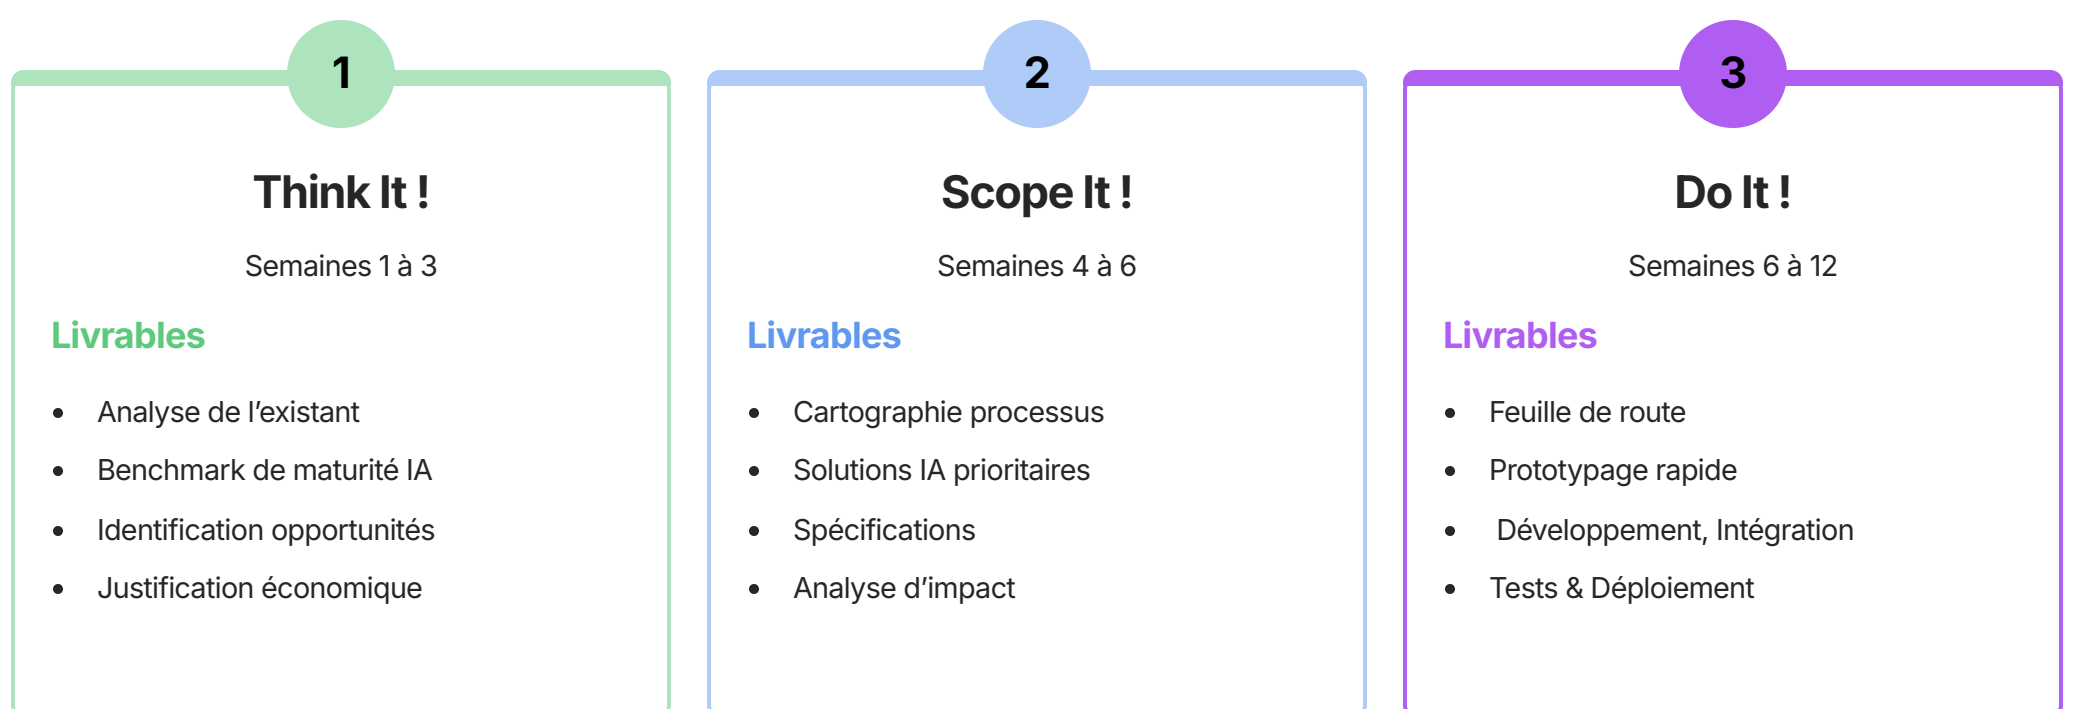 1
Think It !
Semaines 1 à 3
Livrables
• Analyse de l’existant
• Benchmark de maturité IA
• Identification opportunités
• Justification économique
2
Scope It !
Semaines 4 à 6
Livrables
• Cartographie processus
• Solutions IA prioritaires
• Spécifications
• Analyse d’impact
3
Do It !
Semaines 6 à 12
Livrables
• Feuille de route
• Prototypage rapide
• Développement, Intégration
• Tests & Déploiement